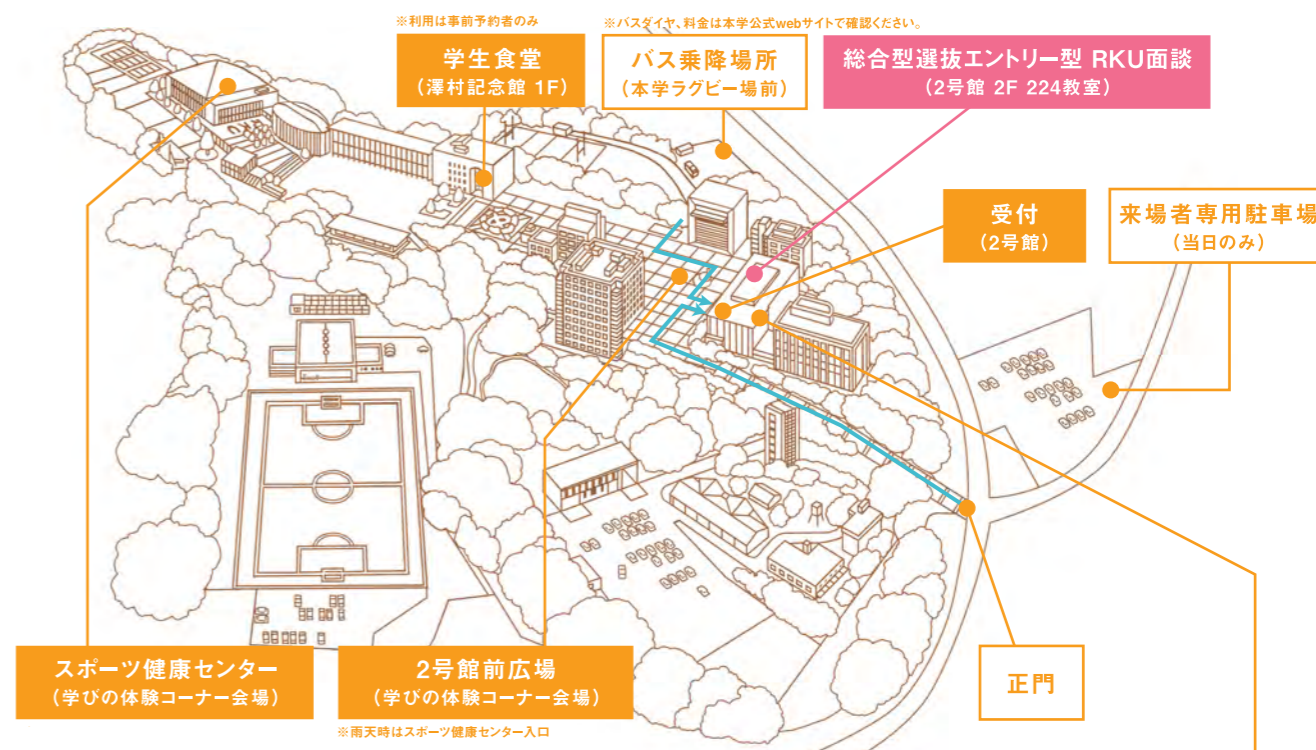 ※利用は事前予約者のみ
学生食堂
（澤村記念館 1F）
※バスダイヤ、料金は本学公式webサイトで確認ください。
バス乗降場所
（本学ラグビー場前）
総合型選抜エントリー型 RKU面談
（2号館 2F 224教室）
受付
（2号館）
来場者専用駐車場
（当日のみ）
スポーツ健康センター
（学びの体験コーナー会場）
2号館前広場
（学びの体験コーナー会場）
※雨天時はスポーツ健康センター入口
正門